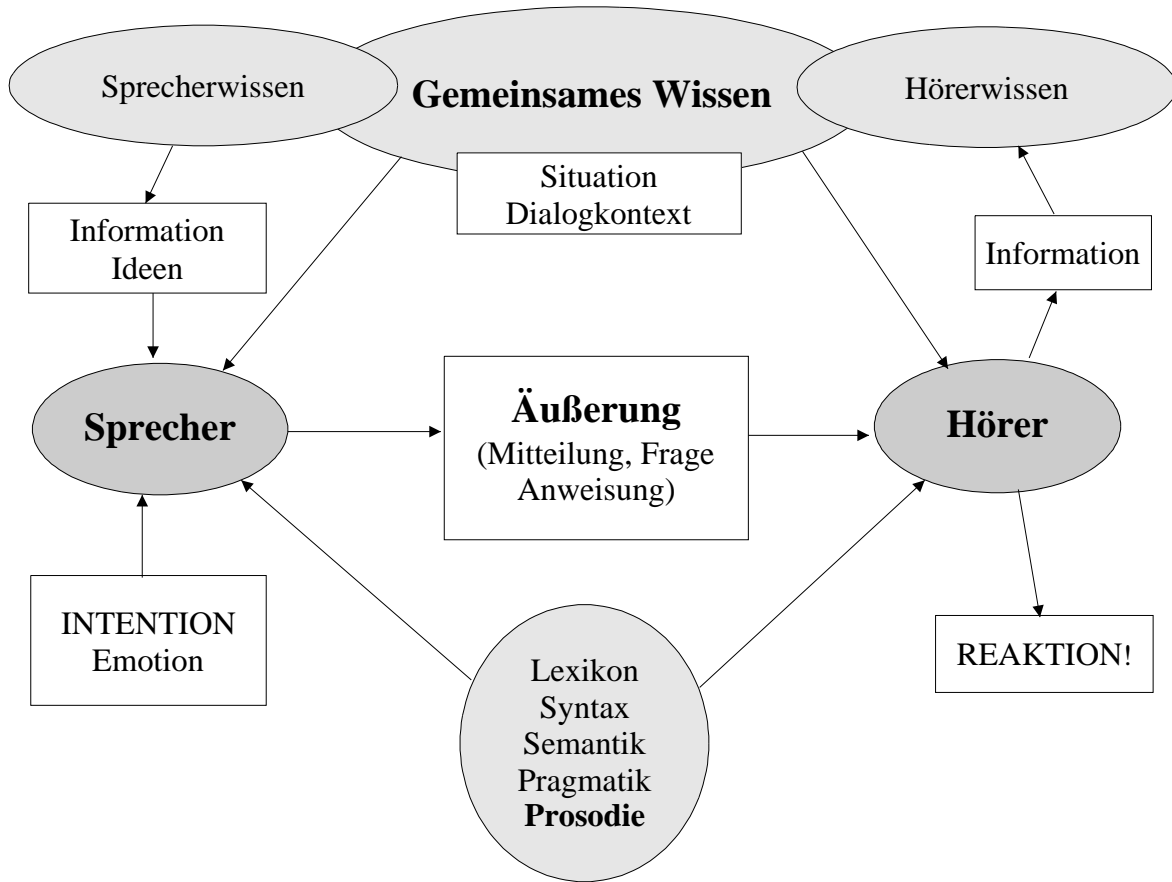 Sprecherwissen
Gemeinsames Wissen
Hörerwissen
Situation
Dialogkontext
Information
Ideen
Information
Sprecher
Äußerung
(Mitteilung, Frage
Anweisung)
Hörer
INTENTION
Emotion
Lexikon
Syntax
Semantik
Pragmatik
Prosodie
REAKTION!